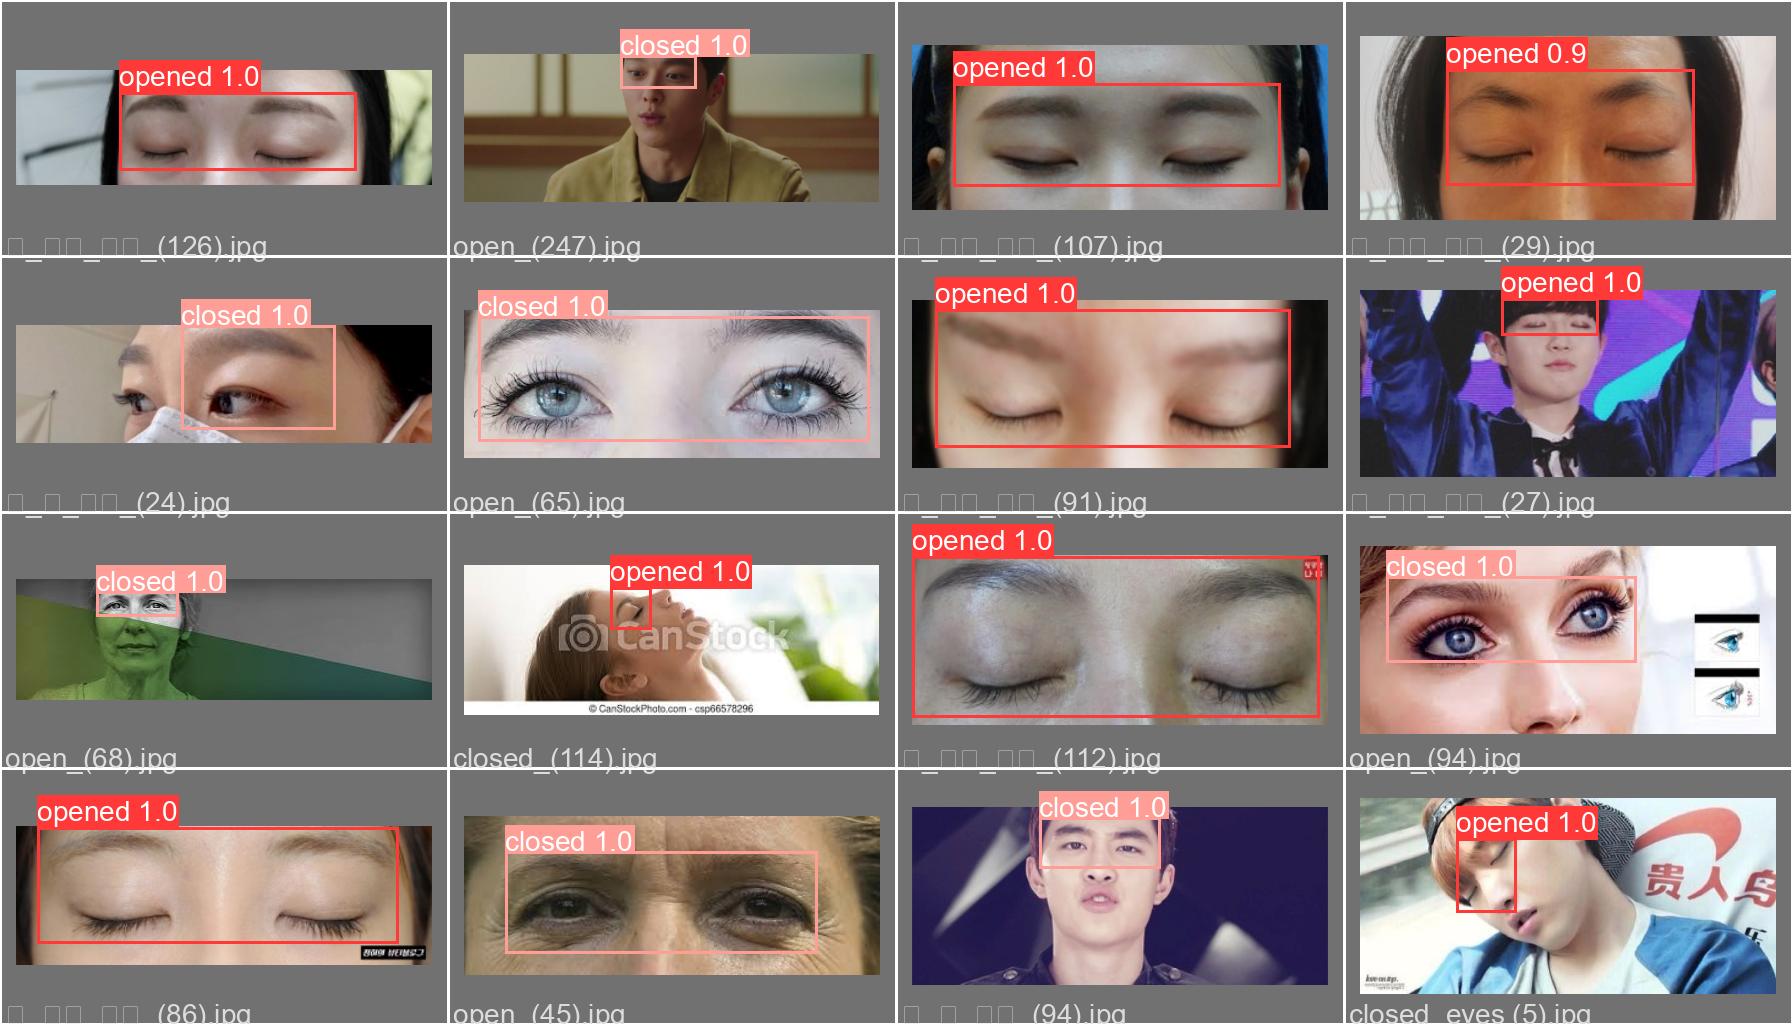 opened 1.0
closed 1.0
opened 1.0
opened 0.9
_(126).jpg
open_(247).jpg
_(107).jpg
_(29).jpg
closed 1.0
closed 1.0
opened 1.0
opened 1.0
_(24).jpg
open_(65).jpg
_(91).jpg
_(27).jpg
closed 1.0
opened 1.0
opened 1.0
closed 1.0
CanStock
© CanStockPhoto.com - csp66578296
open_(68).jpg
closed_(114).jpg
_(112).jpg
open_(94).jpg
opened 1.0
closed 1.0
closed 1.0
opened 1.0
贵人鸟
_(86).jpg
open_(45).jpg
_(94).jpg
closed_eyes (5).jpg